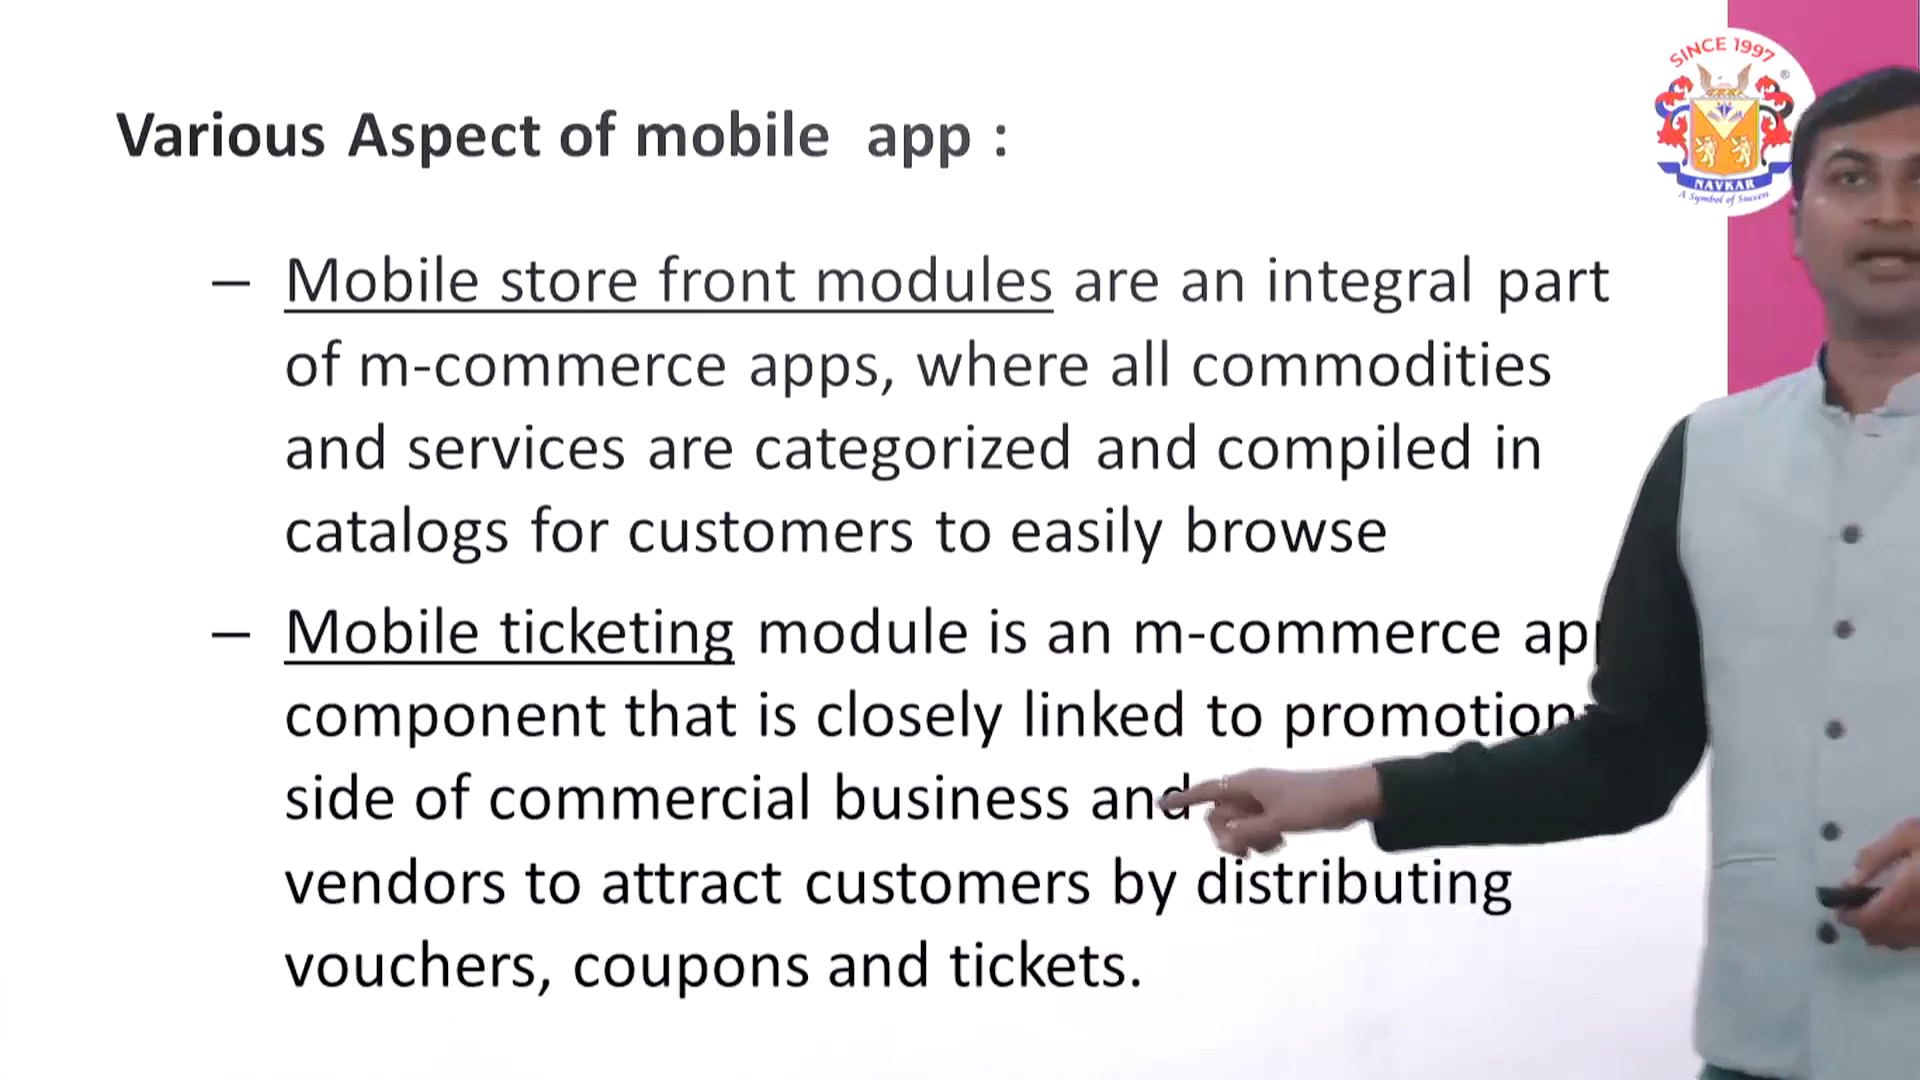 SINCE 1997
®
NAVKAR
A Symbol of Success
Various Aspect of mobile app :
– Mobile store front modules are an integral part
of m-commerce apps, where all commodities
and services are categorized and compiled in
catalogs for customers to easily browse
– Mobile ticketing module is an m-commerce
component that is closely linked to
side of commercial business and
vendors to attract customers by distributing
vouchers, coupons and tickets.